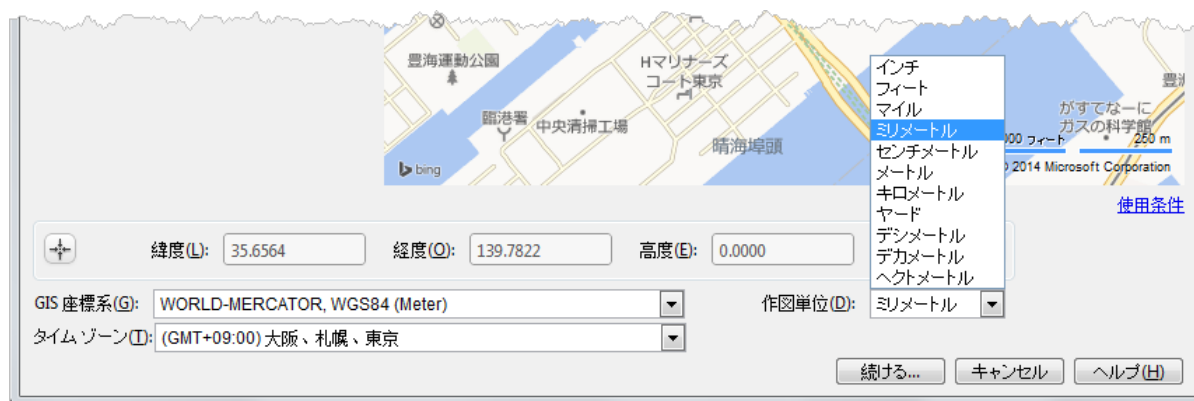 豊海運動公園
Hマリナーズ
コート東京
臨港署
中央清掃工場
晴海埠頭
bing
がすてなーに
ガスの科学館
000 フィート
250 m
2014 Microsoft Corporation
使用条件
インチ
フィート
マイル
ミリメートル
センチメートル
メートル
キロメートル
ヤード
デシメートル
デカメートル
ヘクトメートル
緯度(L): 35.6564 経度(O): 139.7822 高度(E): 0.0000
GIS 座標系(G): WORLD-MERCATOR, WGS84 (Meter) 作図単位(D): ミリメートル
タイム ゾーン(T): (GMT+09:00) 大阪、札幌、東京
続ける... キャンセル ヘルプ(H)